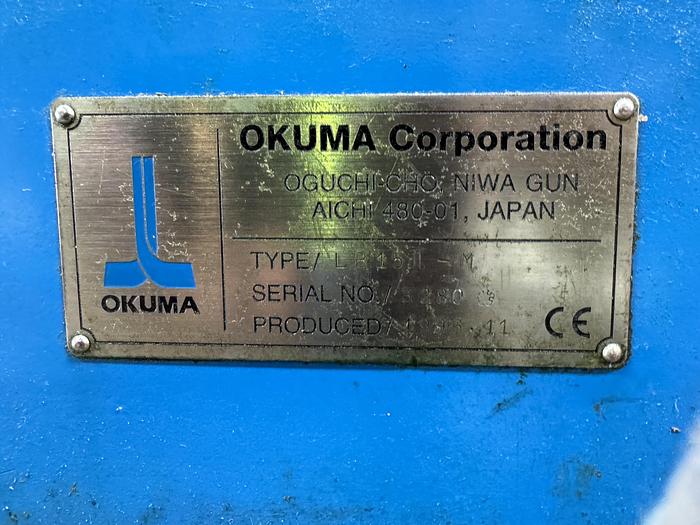 OKUMA
OKUMA Corporation
OGUCHI-CHO, NIWA GUN
AICHI 480-01, JAPAN
TYPE/
SERIAL NO./
PRODUCED/
CE